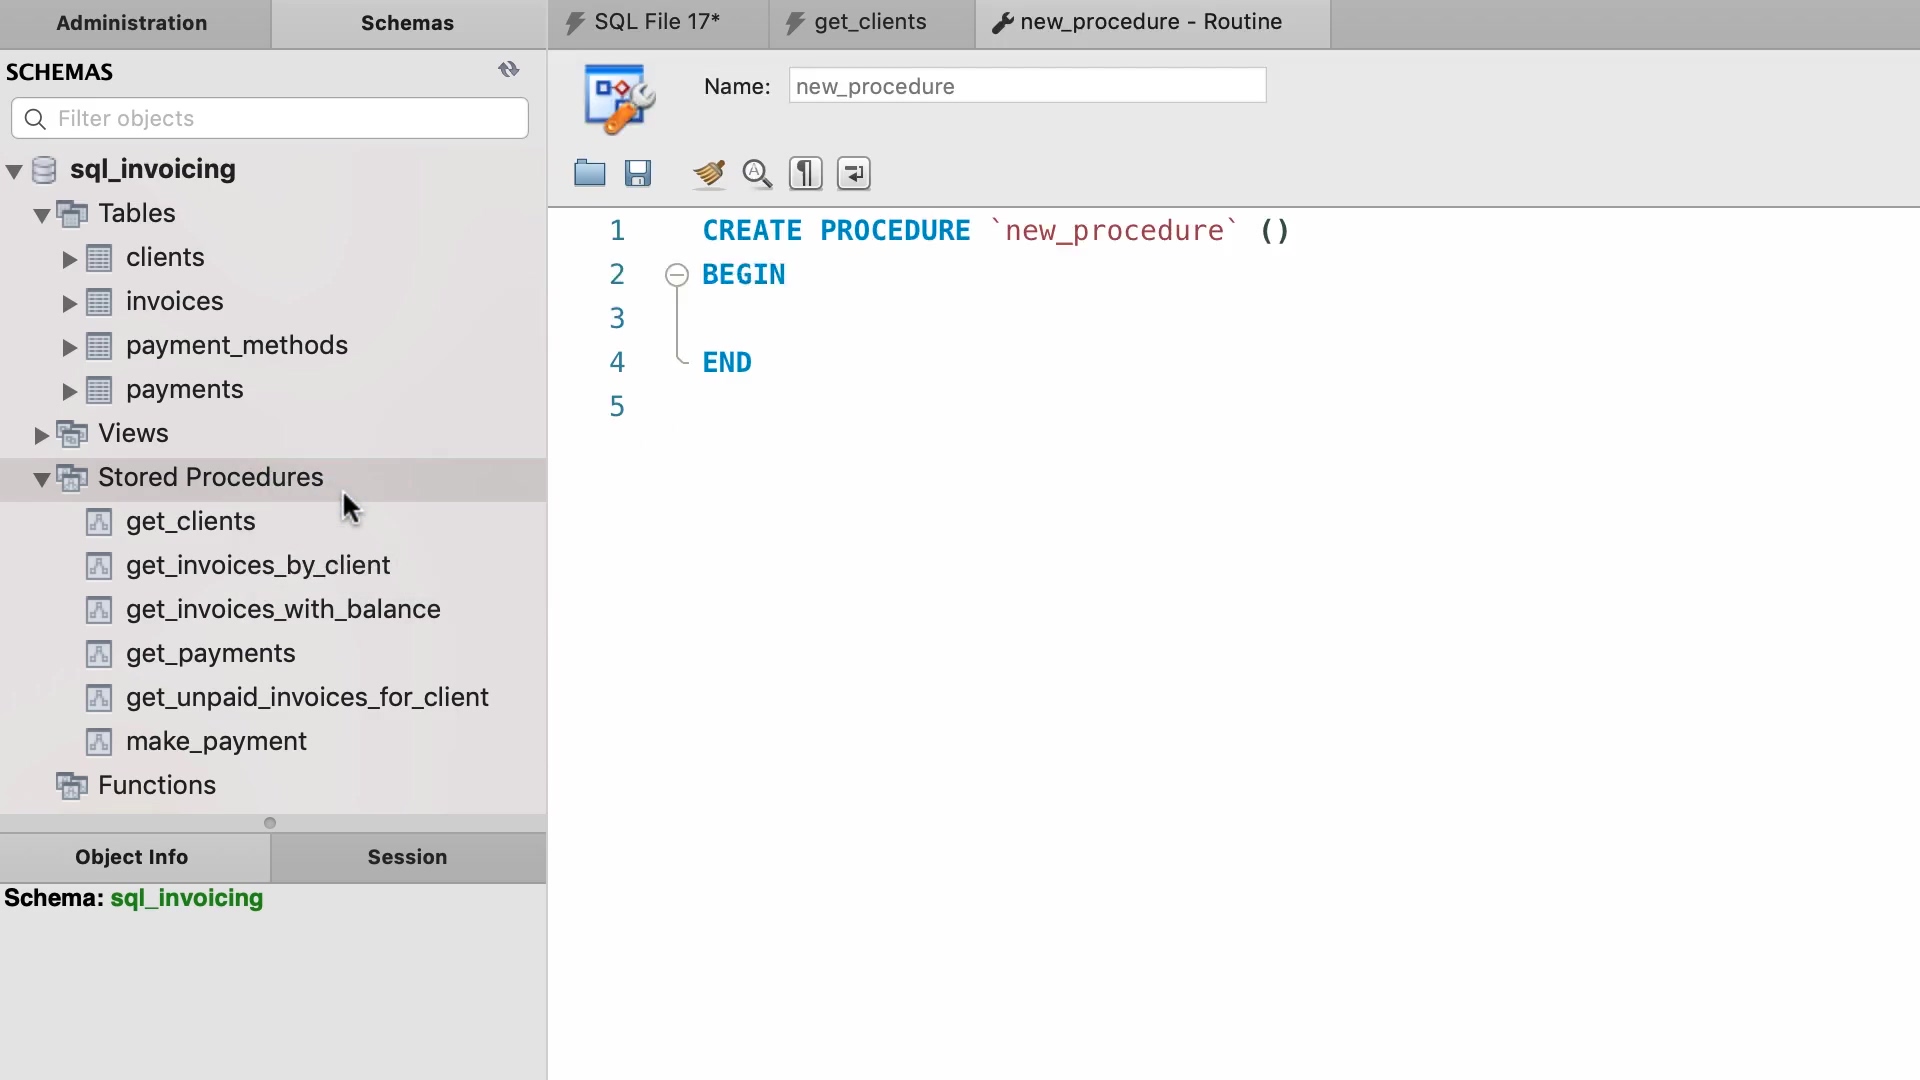 Administration
Schemas
SQL File 17*
get_clients
new_procedure - Routine
SCHEMAS
Filter objects
sql_invoicing
Tables
clients
invoices
payment_methods
payments
Views
Stored Procedures
get_clients
get_invoices_by_client
get_invoices_with_balance
get_payments
get_unpaid_invoices_for_client
make_payment
Functions
Object Info
Session
Schema: sql_invoicing
Name: new_procedure
1 CREATE PROCEDURE `new_procedure` ()
2 BEGIN
3
4 END
5